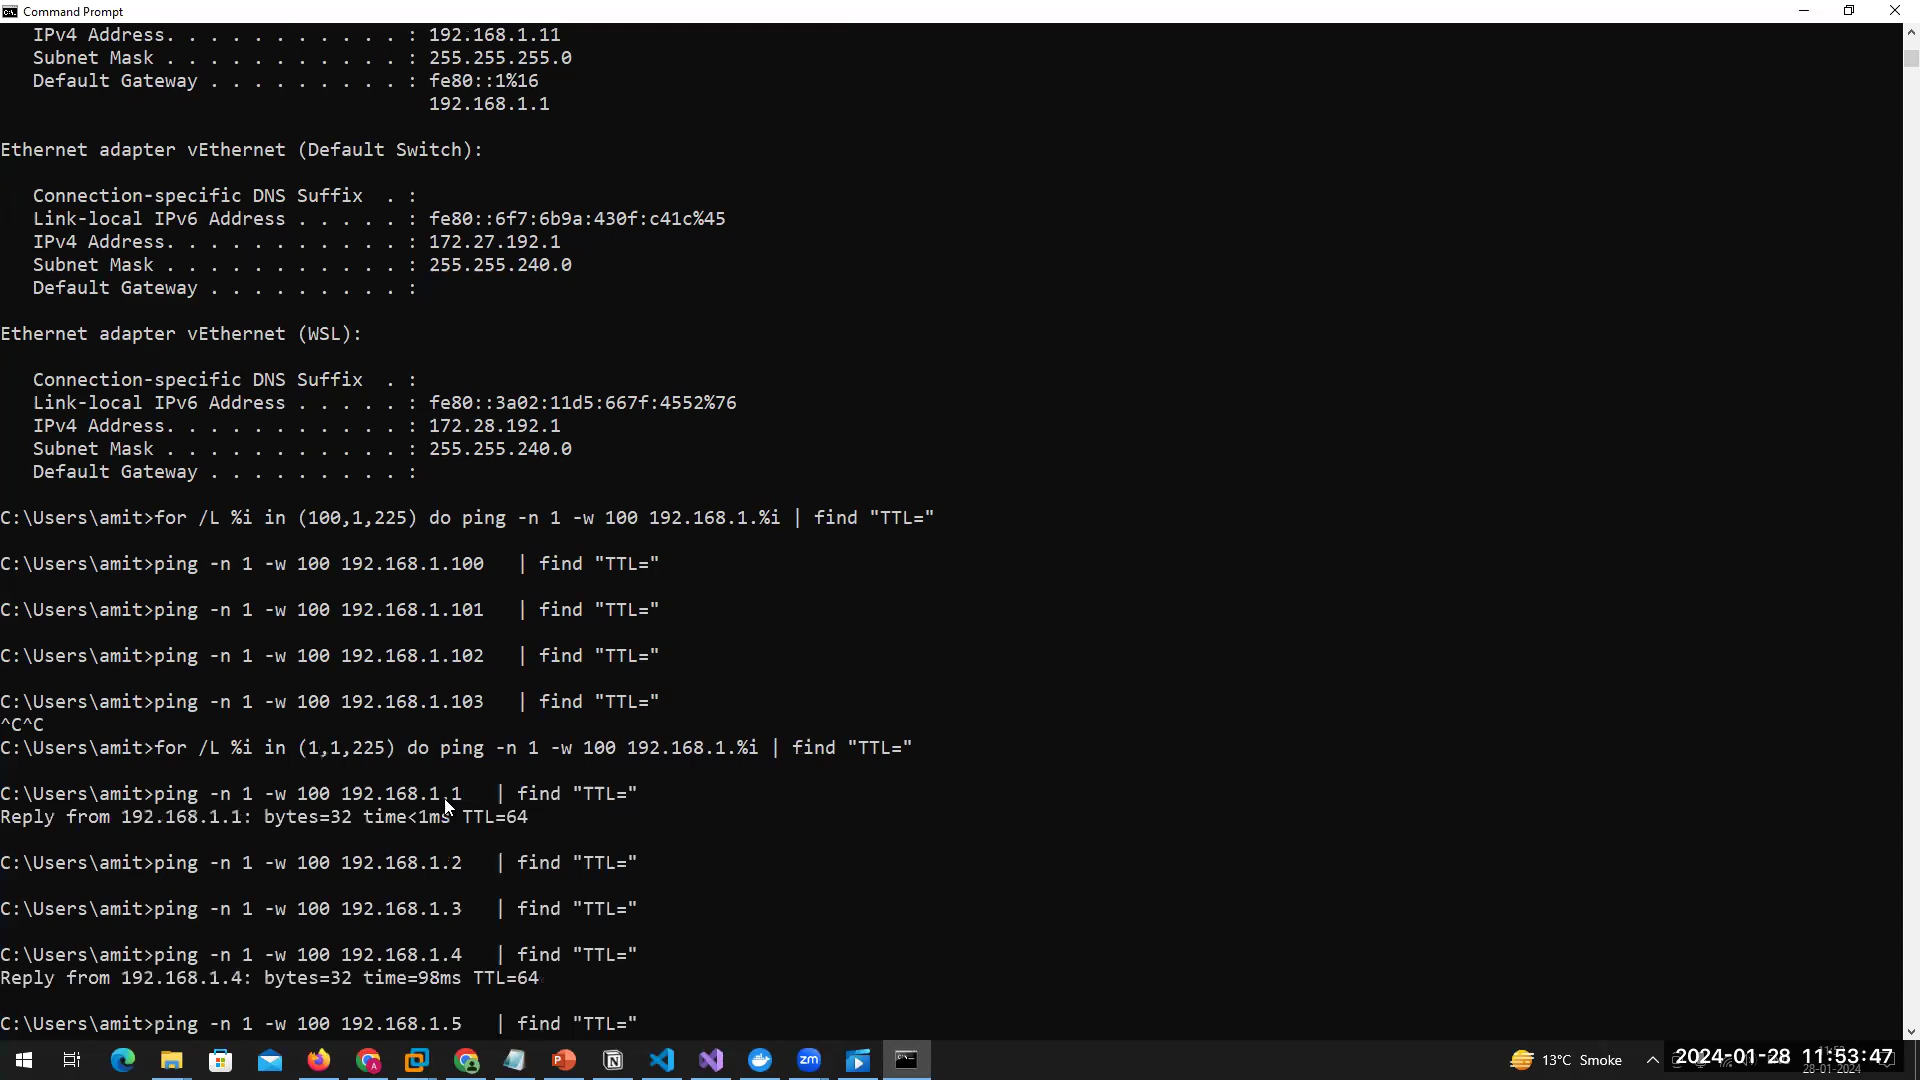 Command Prompt
IPv4 Address. . . . . . . . . . . : 192.168.1.11
Subnet Mask . . . . . . . . . . . : 255.255.255.0
Default Gateway . . . . . . . . . : fe80::1%16
192.168.1.1
Ethernet adapter vEthernet (Default Switch):
Connection-specific DNS Suffix  . :
Link-local IPv6 Address . . . . . : fe80::6f7:6b9a:430f:c41c%45
IPv4 Address. . . . . . . . . . . : 172.27.192.1
Subnet Mask . . . . . . . . . . . : 255.255.240.0
Default Gateway . . . . . . . . . :
Ethernet adapter vEthernet (WSL):
Connection-specific DNS Suffix  . :
Link-local IPv6 Address . . . . . : fe80::3a02:11d5:667f:4552%76
IPv4 Address. . . . . . . . . . . : 172.28.192.1
Subnet Mask . . . . . . . . . . . : 255.255.240.0
Default Gateway . . . . . . . . . :
C:\Users\amit>for /L %i in (100,1,225) do ping -n 1 -w 100 192.168.1.%i | find "TTL="
C:\Users\amit>ping -n 1 -w 100 192.168.1.100   | find "TTL="
C:\Users\amit>ping -n 1 -w 100 192.168.1.101   | find "TTL="
C:\Users\amit>ping -n 1 -w 100 192.168.1.102   | find "TTL="
C:\Users\amit>ping -n 1 -w 100 192.168.1.103   | find "TTL="
^C^C
C:\Users\amit>for /L %i in (1,1,225) do ping -n 1 -w 100 192.168.1.%i | find "TTL="
C:\Users\amit>ping -n 1 -w 100 192.168.1.1   | find "TTL="
Reply from 192.168.1.1: bytes=32 time<1ms TTL=64
C:\Users\amit>ping -n 1 -w 100 192.168.1.2   | find "TTL="
C:\Users\amit>ping -n 1 -w 100 192.168.1.3   | find "TTL="
C:\Users\amit>ping -n 1 -w 100 192.168.1.4   | find "TTL="
Reply from 192.168.1.4: bytes=32 time=98ms TTL=64
C:\Users\amit>ping -n 1 -w 100 192.168.1.5   | find "TTL="
13°C Smoke
2024-01-28 11:53:47
28-01-2024